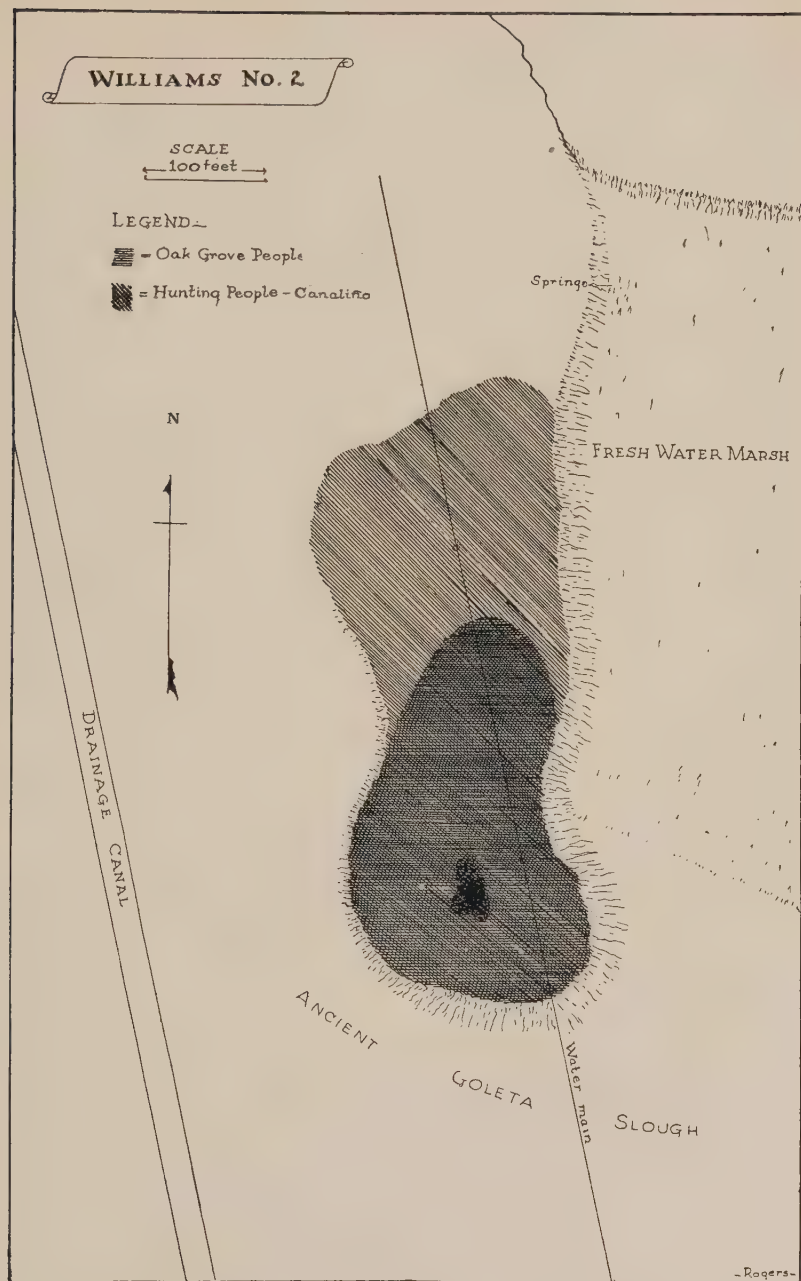 WILLIAMS No. 2
SCALE
100 feet
LEGEND
= Oak Grove People
= Hunting People - Canaliño
Springs
N
FRESH WATER MARSH
DRAINAGE CANAL
ANCIENT GOLETA SLOUGH
Water main
-Rogers-